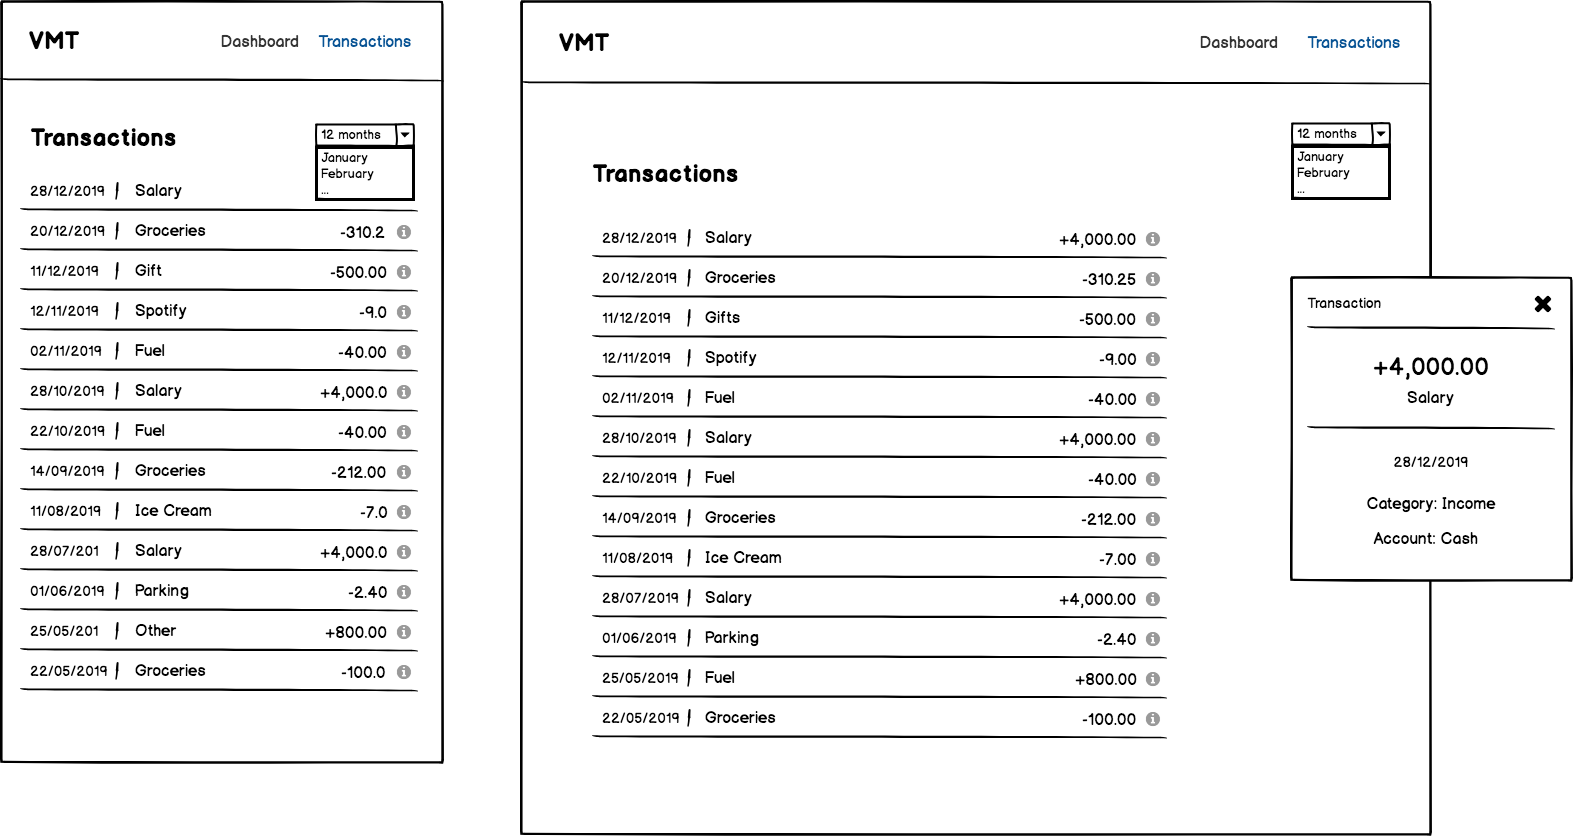 VMT
Dashboard Transactions
Transactions
12 months
January
February
...
28/12/2019 | Salary
20/12/2019 | Groceries -310.2
11/12/2019 | Gift -500.00
12/11/2019 | Spotify -9.0
02/11/2019 | Fuel -40.00
28/10/2019 | Salary +4,000.0
22/10/2019 | Fuel -40.00
14/09/2019 | Groceries -212.00
11/08/2019 | Ice Cream -7.0
28/07/201 | Salary +4,000.0
01/06/2019 | Parking -2.40
25/05/201 | Other +800.00
22/05/2019 | Groceries -100.0
VMT
Dashboard Transactions
12 months
January
February
...
Transactions
28/12/2019 | Salary +4,000.00
20/12/2019 | Groceries -310.25
11/12/2019 | Gifts -500.00
12/11/2019 | Spotify -9.00
02/11/2019 | Fuel -40.00
28/10/2019 | Salary +4,000.00
22/10/2019 | Fuel -40.00
14/09/2019 | Groceries -212.00
11/08/2019 | Ice Cream -7.00
28/07/2019 | Salary +4,000.00
01/06/2019 | Parking -2.40
25/05/2019 | Fuel +800.00
22/05/2019 | Groceries -100.00
Transaction
+4,000.00
Salary
28/12/2019
Category: Income
Account: Cash